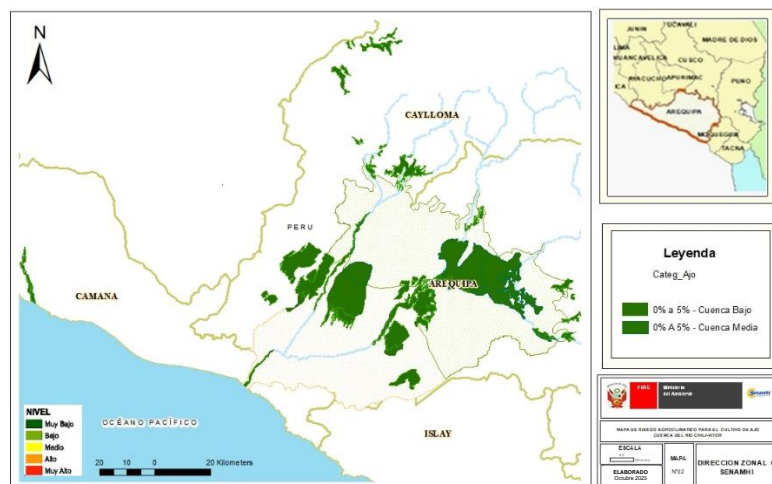 N
CAYLLOMA
PERU
AREQUIPA
CAMANA
ISLAY
OCÉANO PACÍFICO
NIVEL
Muy Bajo
Bajo
Medio
Alto
Muy Alto
20 10 0 20 Kilometers
JUNIN
UCAYALI
MADRE DE DIOS
LIMA
HUANCAVELICA
CUSCO
AYACUCHO
APURIMAC
PUNO
ICA
AREQUIPA
MOQUEGUA
TACNA
Leyenda
Categ_Ajo
0% a 5% - Cuenca Bajo
0% A 5% - Cuenca Media
PERÚ
Ministerio
del Ambiente
Senamhi
MAPA DE RIESGO AGROCLIMATICO PARA EL CULTIVO DE AJO
CUENCA DEL RIO CHILI-VITOR
ESCALA
MAPA
N°02
ELABORADO
Octubre 2023
DIRECCION ZONAL
SENAMHI